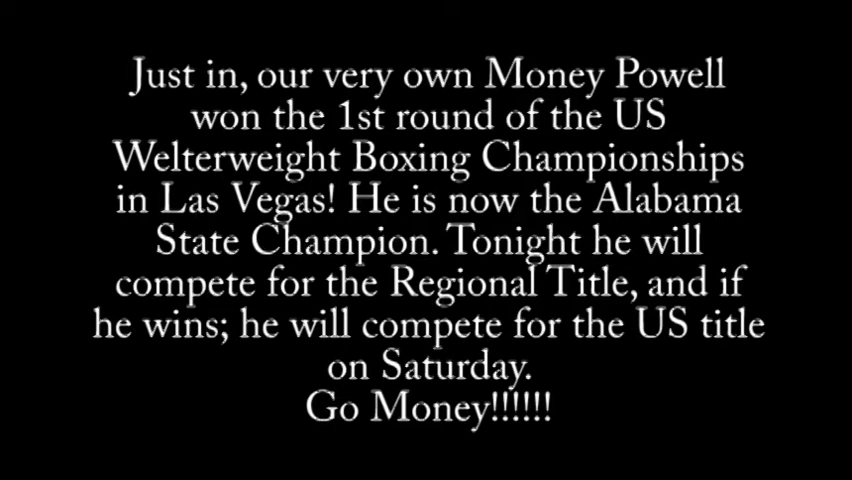 Just in, our very own Money Powell
won the 1st round of the US
Welterweight Boxing Championships
in Las Vegas! He is now the Alabama
State Champion. Tonight he will
compete for the Regional Title, and if
he wins; he will compete for the US title
on Saturday.
Go Money!!!!!!